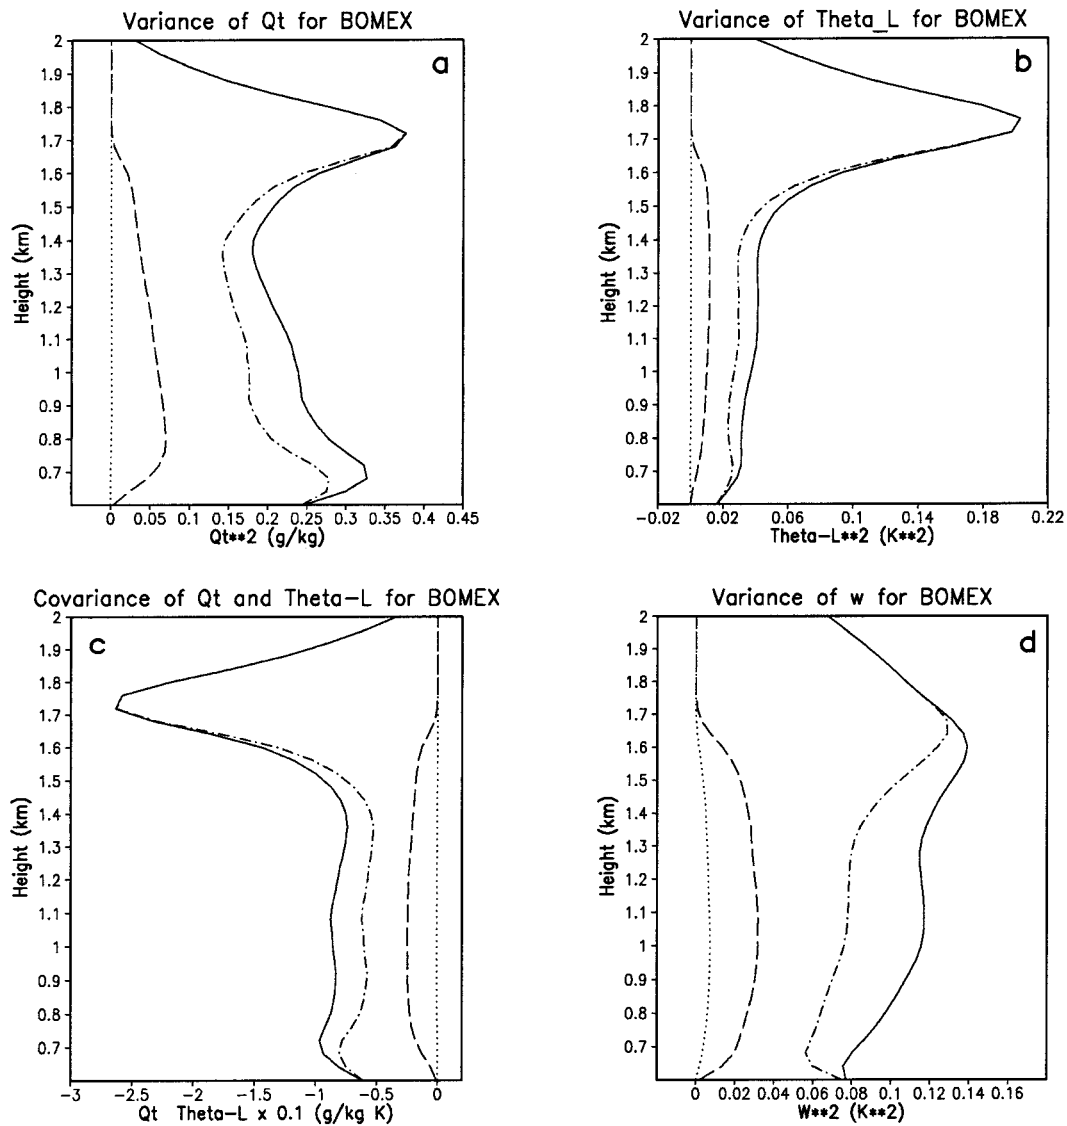 Variance of Qt for BOMEX
a
2
1.9
1.8
1.7
1.6
1.5
1.4
1.3
1.2
1.1
1
0.9
0.8
0.7
Height (km)
0 0.05 0.1 0.15 0.2 0.25 0.3 0.35 0.4 0.45
Qt**2 (g/kg)
Variance of Theta_L for BOMEX
b
2
1.9
1.8
1.7
1.6
1.5
1.4
1.3
1.2
1.1
1
0.9
0.8
0.7
Height (km)
-0.02 0.02 0.06 0.1 0.14 0.18 0.22
Theta-L**2 (K**2)
Covariance of Qt and Theta-L for BOMEX
c
2
1.9
1.8
1.7
1.6
1.5
1.4
1.3
1.2
1.1
1
0.9
0.8
0.7
Height (km)
-3 -2.5 -2 -1.5 -1 -0.5 0
Qt Theta-L x 0.1 (g/kg K)
Variance of w for BOMEX
d
2
1.9
1.8
1.7
1.6
1.5
1.4
1.3
1.2
1.1
1
0.9
0.8
0.7
Height (km)
0 0.02 0.04 0.06 0.08 0.1 0.12 0.14 0.16
W**2 (K**2)